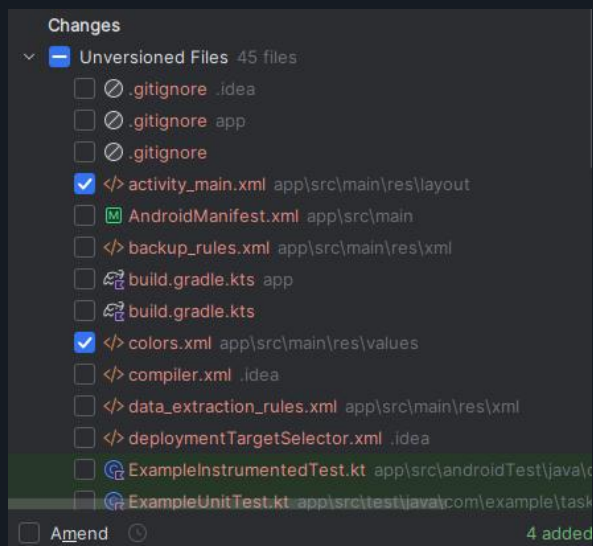 Changes
Unversioned Files 45 files
.gitignore .idea
.gitignore app
.gitignore
activity_main.xml app\src\main\res\layout
AndroidManifest.xml app\src\main
backup_rules.xml app\src\main\res\xml
build.gradle.kts app
build.gradle.kts
colors.xml app\src\main\res\values
compiler.xml .idea
data_extraction_rules.xml app\src\main\res\xml
deploymentTargetSelector.xml .idea
ExampleInstrumentedTest.kt app\src\androidTest\java\c
ExampleUnitTest.kt app\src\test\java\com\example\task
Amend 4 added